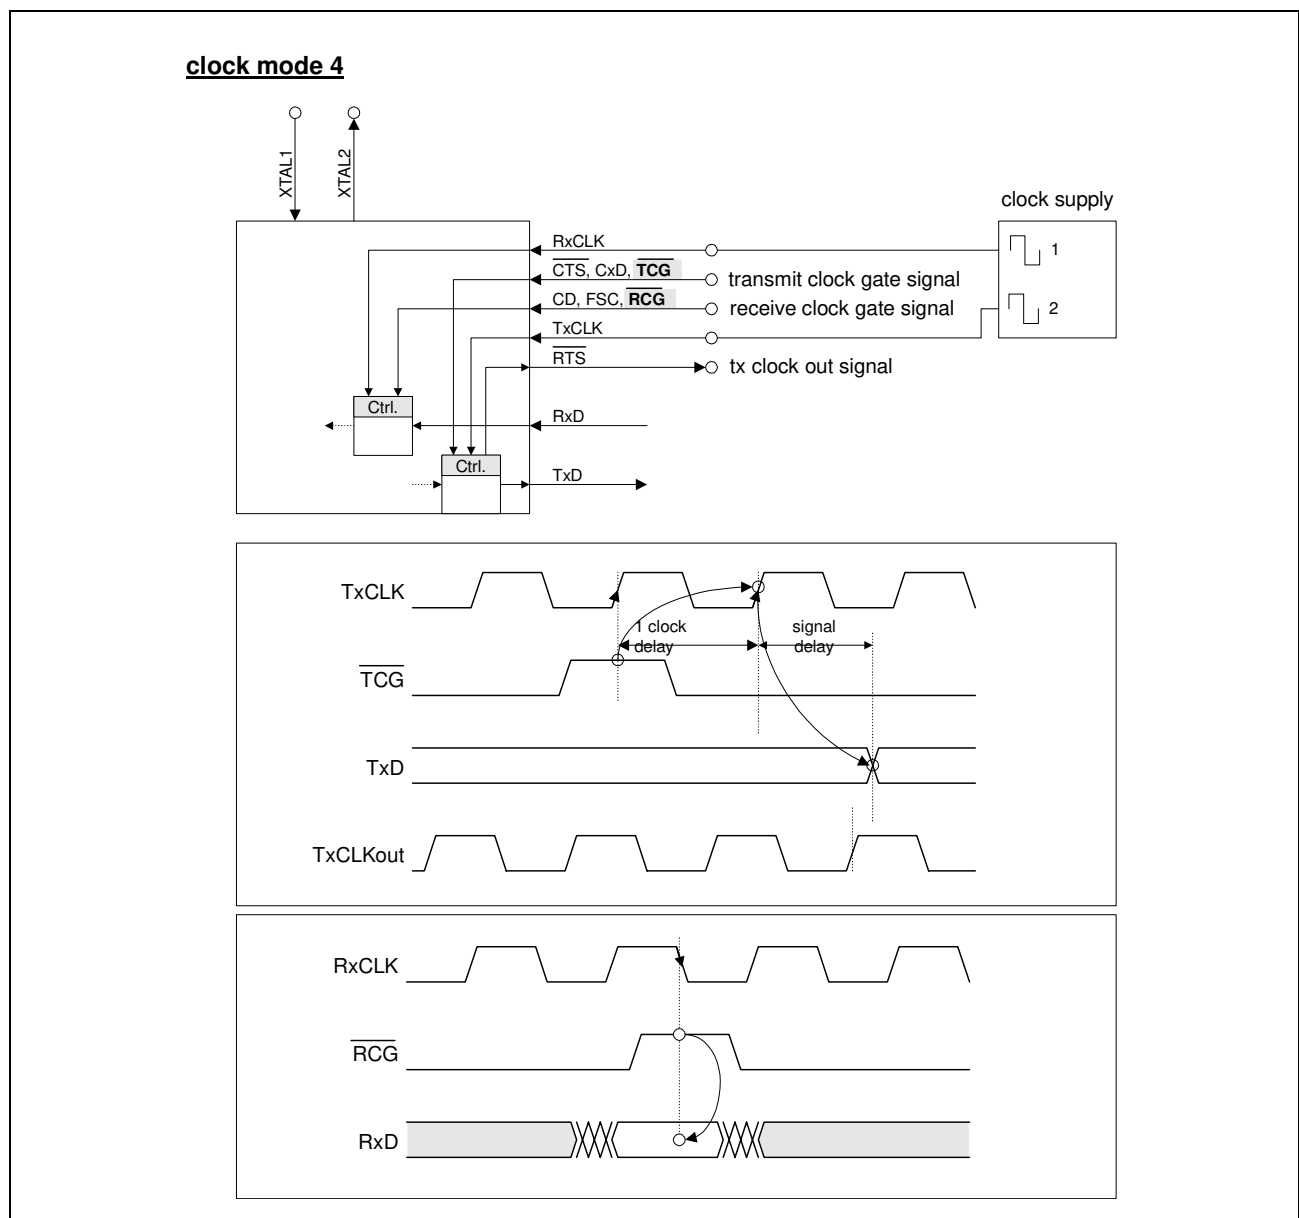 clock mode 4
XTAL1
XTAL2
clock supply
RxCLK
1
CTS, CxD, TCG
transmit clock gate signal
CD, FSC, RCG
receive clock gate signal
2
TxCLK
RTS
tx clock out signal
Ctrl.
RxD
Ctrl.
TxD
TxCLK
1 clock
delay
signal
delay
TCG
TxD
TxCLKout
RxCLK
RCG
RxD